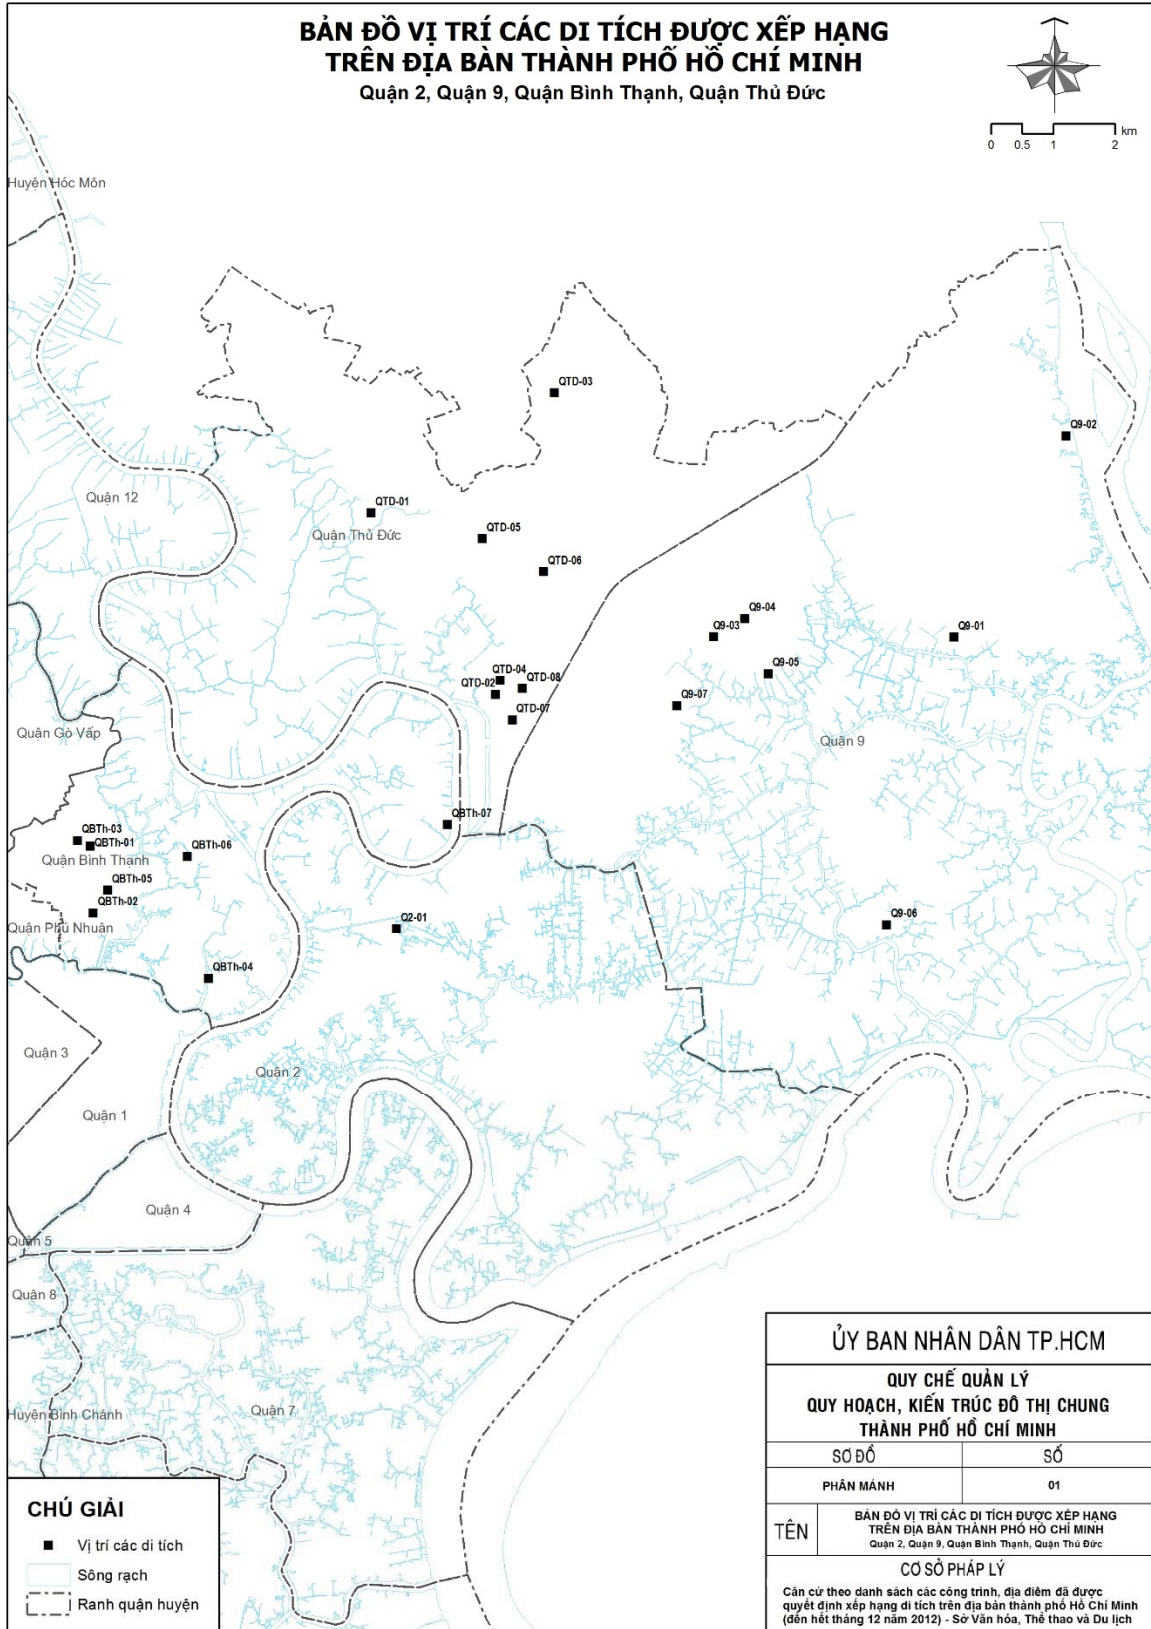 BẢN ĐỒ VỊ TRÍ CÁC DI TÍCH ĐƯỢC XẾP HẠNG
TRÊN ĐỊA BÀN THÀNH PHỐ HỒ CHÍ MINH
Quận 2, Quận 9, Quận Bình Thạnh, Quận Thủ Đức
km
0 0.5 1 2
Huyện Hóc Môn
QTD-03
Q9-02
Quận 12
QTD-01
Quận Thủ Đức
QTD-05
QTD-06
Q9-04
Q9-03
Q9-01
Q9-05
QTD-04
QTD-02
QTD-08
Q9-07
QTD-07
Quận Gò Vấp
Quận 9
QBTh-07
QBTh-03
QBTh-01
QBTh-06
Quận Bình Thạnh
QBTh-05
QBTh-02
Quận Phú Nhuận
Q2-01
Q9-06
QBTh-04
Quận 3
Quận 2
Quận 1
Quận 4
Quận 5
Quận 8
Huyện Bình Chánh
Quận 7
CHÚ GIẢI
Vị trí các di tích
Sông rạch
Ranh quận huyện
ỦY BAN NHÂN DÂN TP.HCM
QUY CHẾ QUẢN LÝ
QUY HOẠCH, KIẾN TRÚC ĐÔ THỊ CHUNG
THÀNH PHỐ HỒ CHÍ MINH
SƠ ĐỒ SỐ
PHÂN MẢNH 01
TÊN
BẢN ĐỒ VỊ TRÍ CÁC DI TÍCH ĐƯỢC XẾP HẠNG
TRÊN ĐỊA BÀN THÀNH PHỐ HỒ CHÍ MINH
Quận 2, Quận 9, Quận Bình Thạnh, Quận Thủ Đức
CƠ SỞ PHÁP LÝ
Căn cứ theo danh sách các công trình, địa điểm đã được
quyết định xếp hạng di tích trên địa bàn thành phố Hồ Chí Minh
(đến hết tháng 12 năm 2012) - Sở Văn hóa, Thể thao và Du lịch